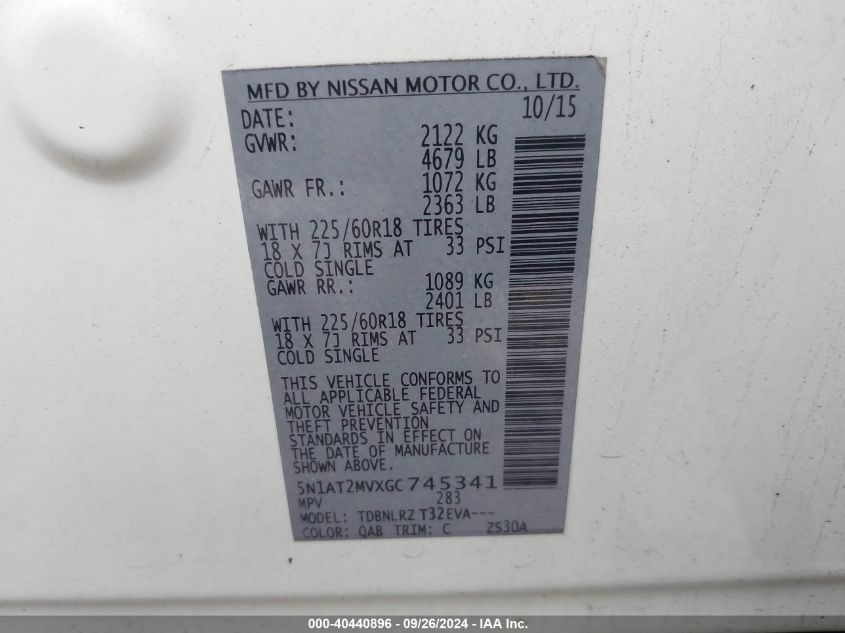 MFD BY NISSAN MOTOR CO., LTD.
DATE: 10/15
GVWR: 2122 KG
4679 LB
GAWR FR.: 1072 KG
2363 LB
WITH 225/60R18 TIRES
18 X 7J RIMS AT 33 PSI
COLD SINGLE
GAWR RR.: 1089 KG
2401 LB
WITH 225/60R18 TIRES
18 X 7J RIMS AT 33 PSI
COLD SINGLE
THIS VEHICLE CONFORMS TO
ALL APPLICABLE FEDERAL
MOTOR VEHICLE SAFETY AND
THEFT PREVENTION
STANDARDS IN EFFECT ON
THE DATE OF MANUFACTURE
SHOWN ABOVE.
5N1AT2MVXGC745341
MPV 283
MODEL: TDBNLRZ T32EVA---
COLOR: QAB TRIM: C ZS30A
000-40440896 - 09/26/2024 - IAA Inc.